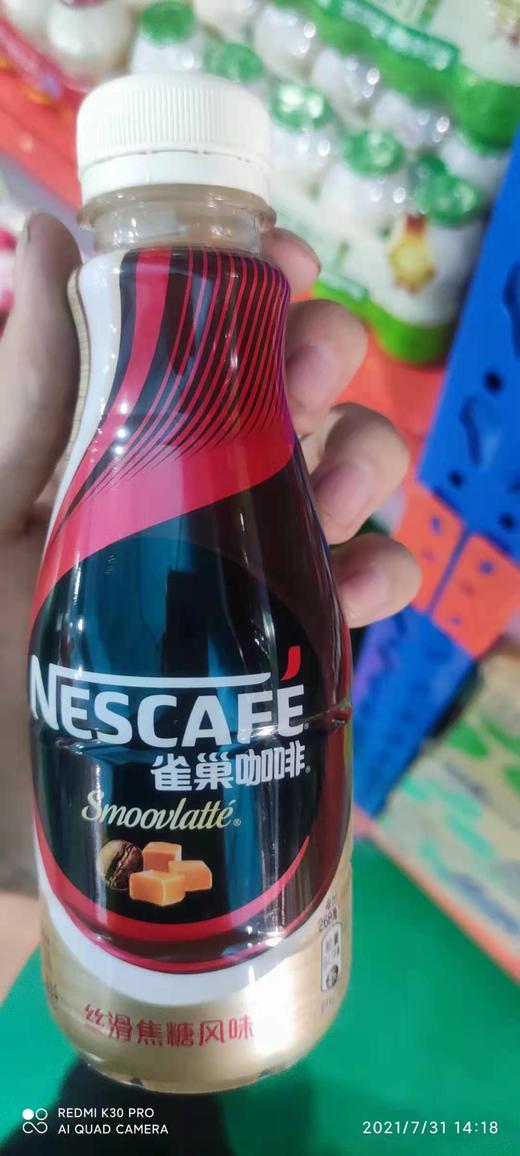 NESCAFÉ
雀巢咖啡
Smoovlatté
丝滑焦糖风味
REDMI K30 PRO
AI QUAD CAMERA
2021/7/31 14:18